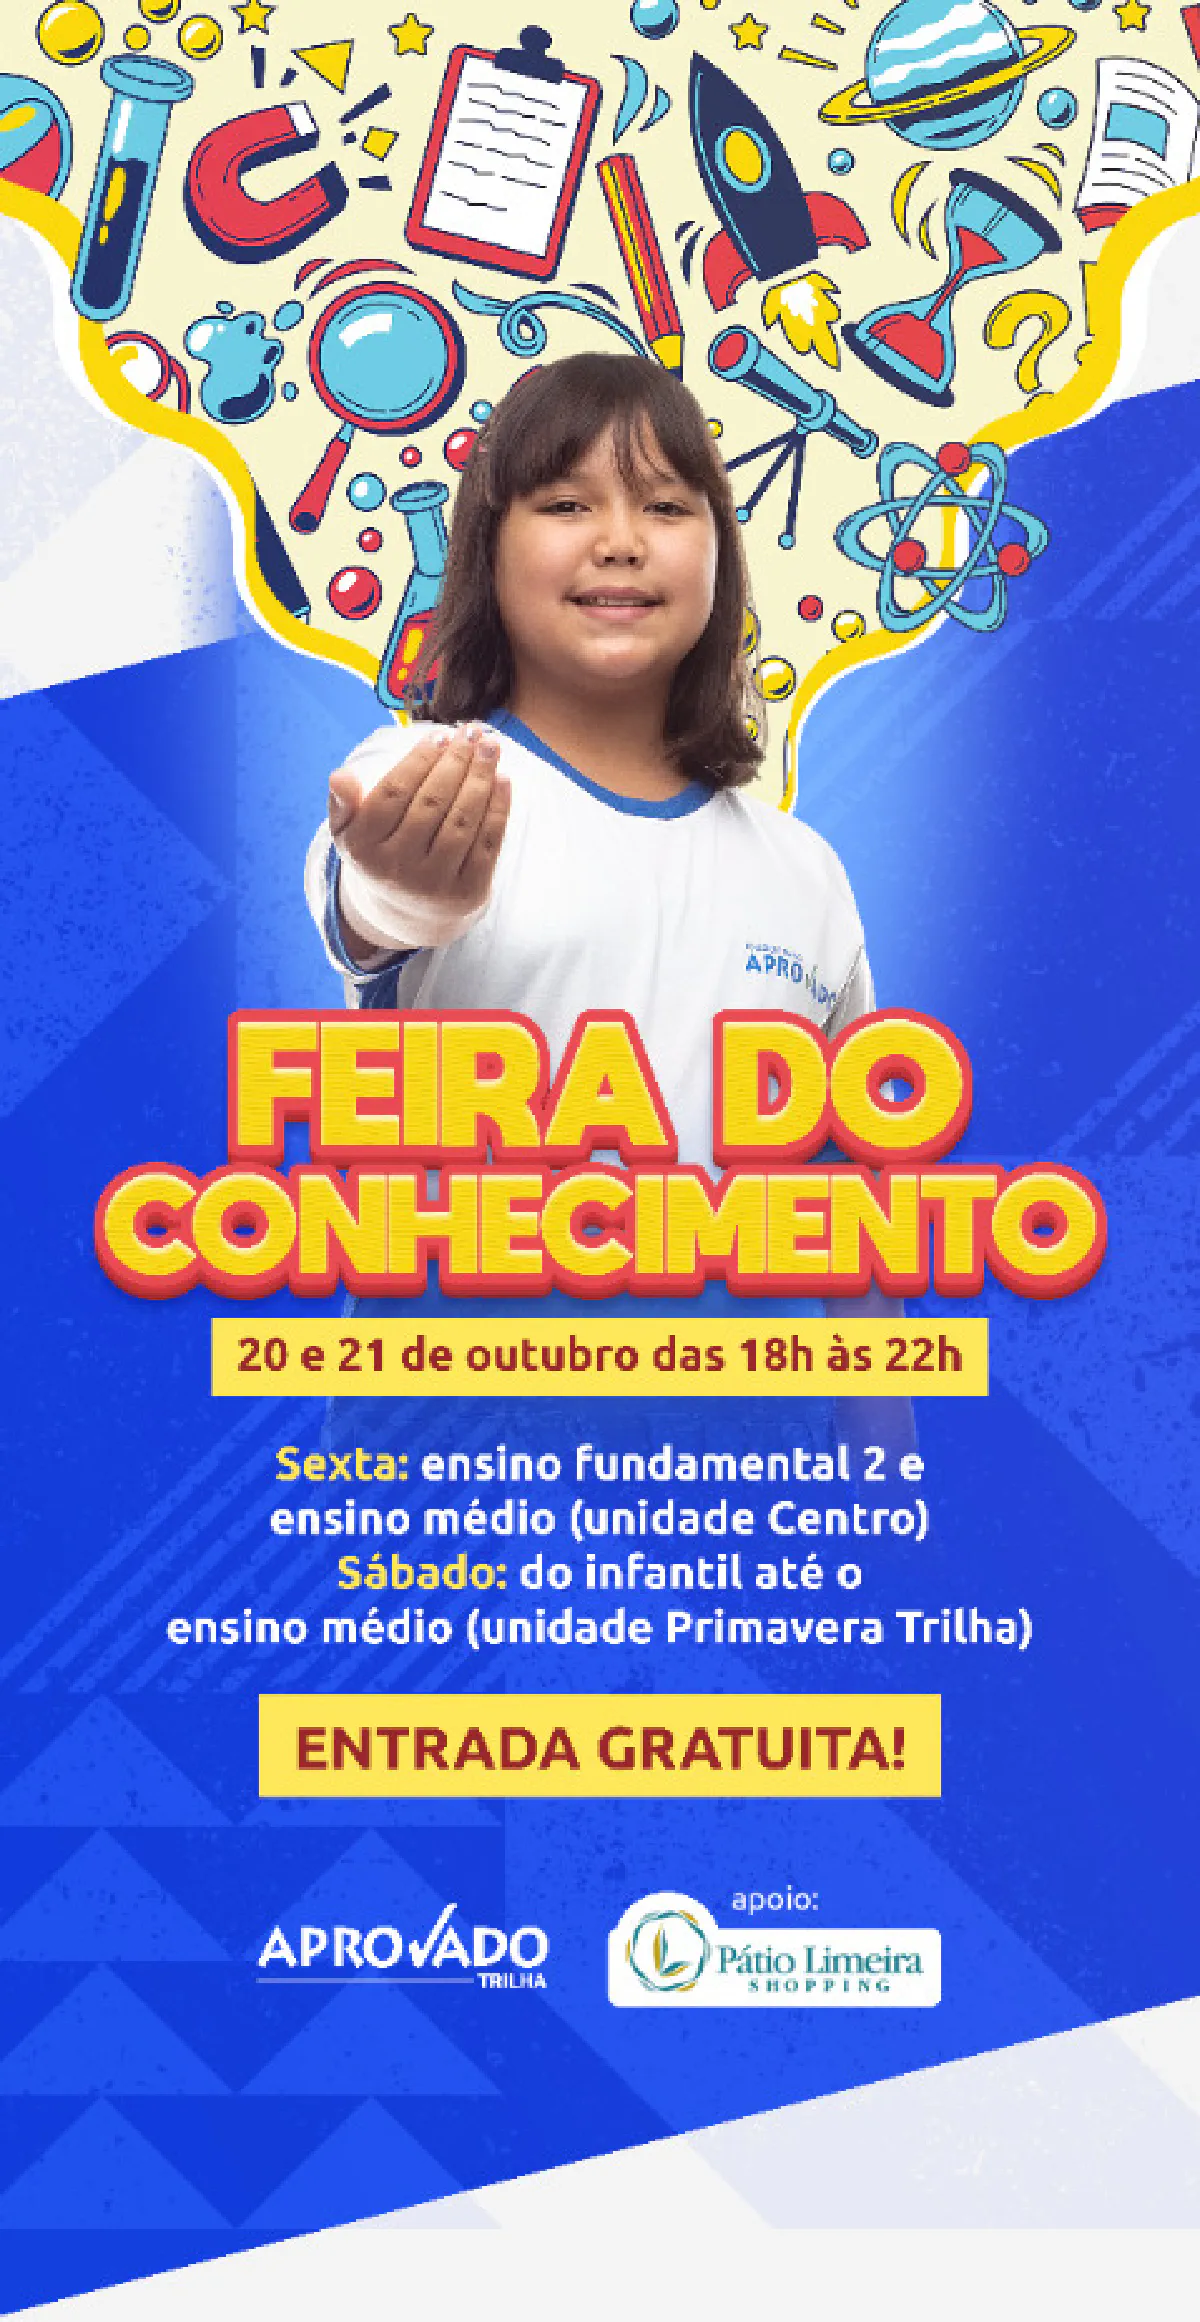 APROVADO
FEIRA DO
CONHECIMENTO
20 e 21 de outubro das 18h às 22h
Sexta: ensino fundamental 2 e
ensino médio (unidade Centro)
Sábado: do infantil até o
ensino médio (unidade Primavera Trilha)
ENTRADA GRATUITA!
APROVADO
TRILHA
apoio:
Pátio Limeira
SHOPPING